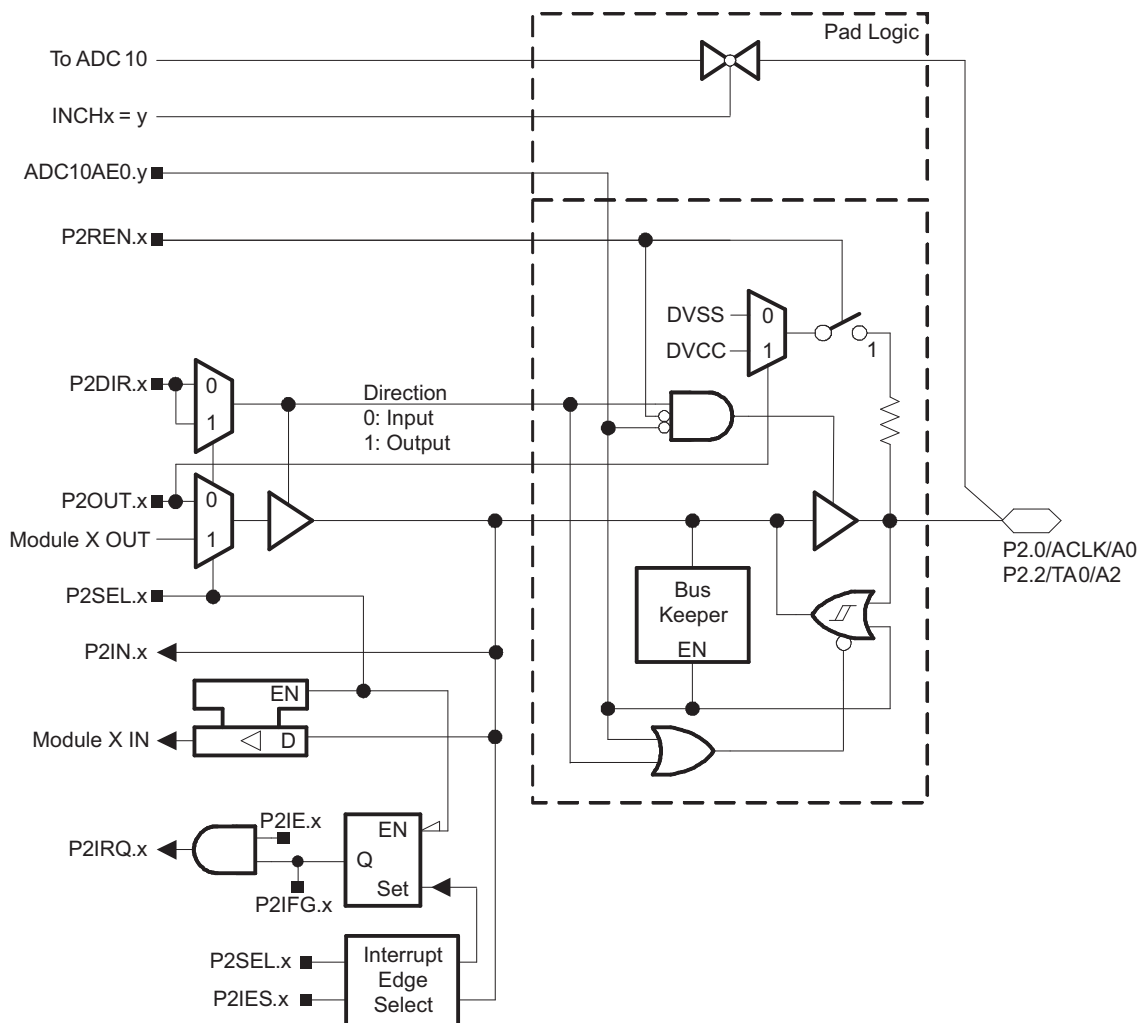 Pad Logic
To ADC 10
INCHx = y
ADC10AE0.y
P2REN.x
DVSS
0
DVCC
1
1
P2DIR.x
0
1
Direction
0: Input
1: Output
P2OUT.x
0
Module X OUT
1
P2SEL.x
P2.0/ACLK/A0
P2.2/TA0/A2
Bus
Keeper
EN
P2IN.x
EN
Module X IN
D
P2IE.x
P2IRQ.x
EN
Q
Set
P2IFG.x
P2SEL.x
P2IES.x
Interrupt
Edge
Select